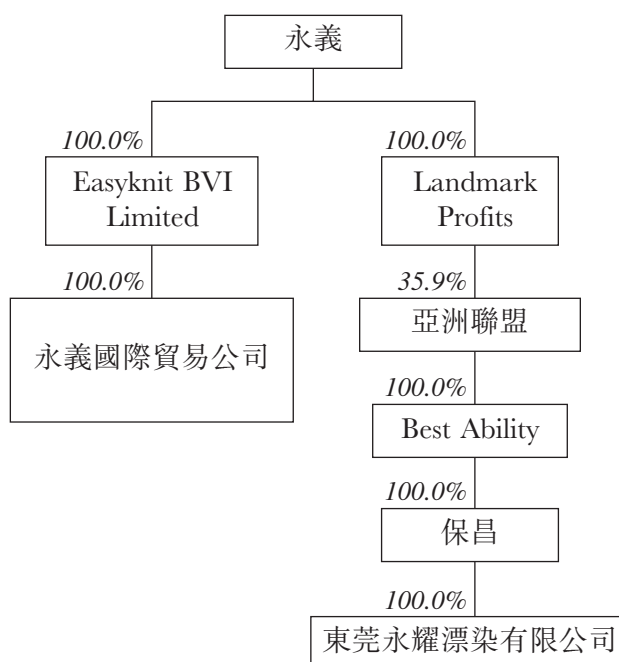 永義
100.0%
100.0%
Easyknit BVI
Limited
Landmark
Profits
100.0%
35.9%
永義國際貿易公司
亞洲聯盟
100.0%
Best Ability
100.0%
保昌
100.0%
東莞永耀漂染有限公司